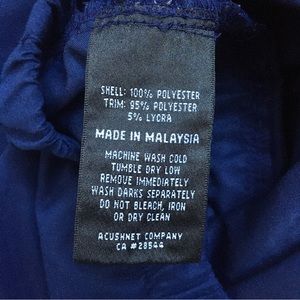 SHELL: 100% POLYESTER
TRIM: 95% POLYESTER
5% LYCRA
MADE IN MALAYSIA
MACHINE WASH COLD
TUMBLE DRY LOW
REMOVE IMMEDIATELY
WASH DARKS SEPARATELY
DO NOT BLEACH, IRON
OR DRY CLEAN
ACUSHNET COMPANY
CA #28544